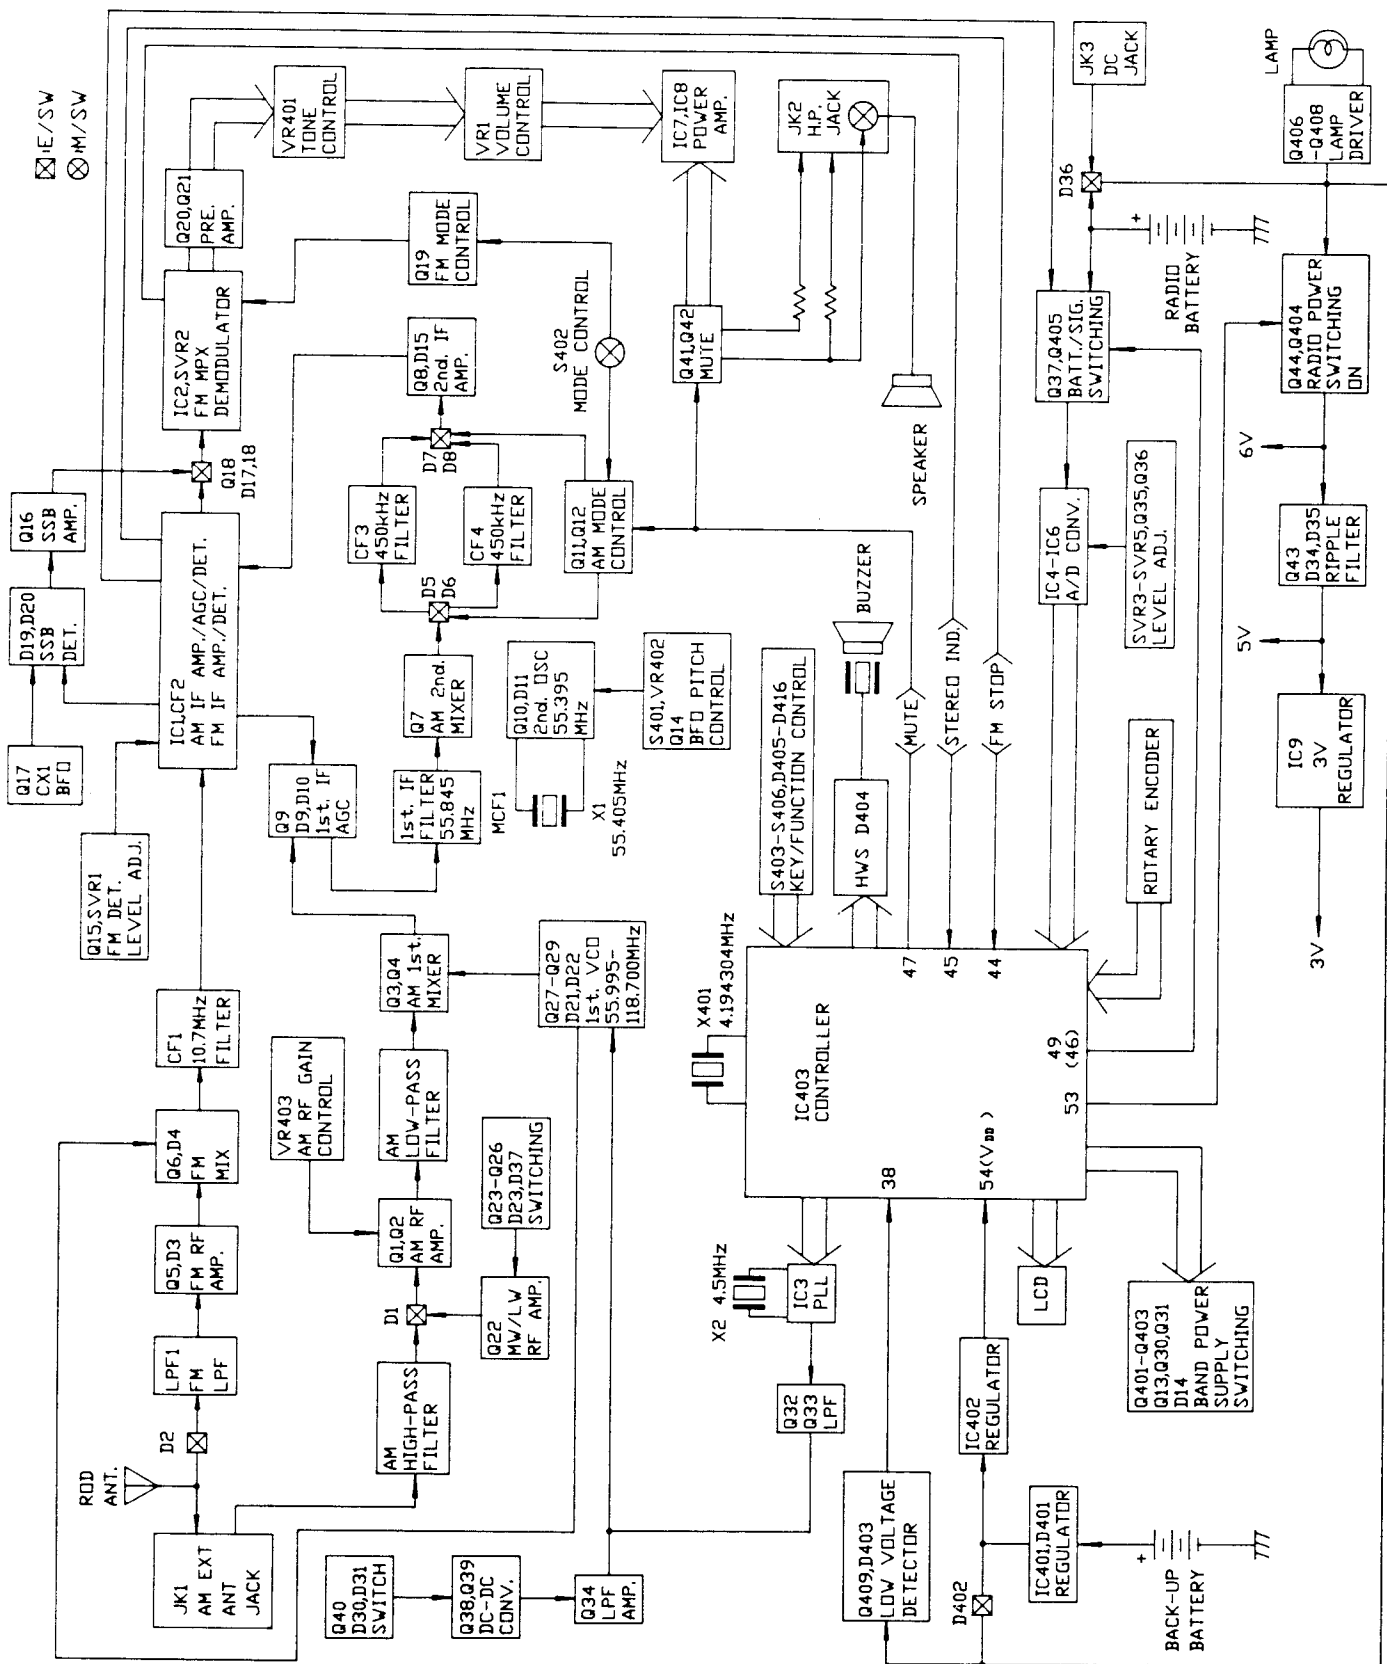 ⊠:E/SW
⊗:M/SW
ROD
ANT.
JK1
AM EXT
ANT
JACK
D2
LPF1
FM
LPF
Q5,D3
FM RF
AMP.
Q6,D4
FM
MIX
CF1
10.7MHz
FILTER
Q15,SVR1
FM DET.
LEVEL ADJ.
Q17
CX1
BFO
D19,D20
SSB
DET.
Q16
SSB
AMP.
IC1,CF2
AM IF AMP./AGC/DET.
FM IF AMP./DET.
Q18
D17,18
IC2,SVR2
FM MPX
DEMODULATOR
Q20,Q21
PRE.
AMP.
VR401
TONE
CONTROL
VR1
VOLUME
CONTROL
IC7,IC8
POWER
AMP.
JK2
H.P.
JACK
JK3
DC
JACK
LAMP
Q406
-Q408
LAMP
DRIVER
AM
HIGH-PASS
FILTER
D1
Q22
MW/LW
RF AMP.
Q23-Q26
D23,D37
SWITCHING
Q1,Q2
AM RF
AMP.
VR403
AM RF GAIN
CONTROL
AM
LOW-PASS
FILTER
Q3,Q4
AM 1st.
MIXER
Q27-Q29
D21,D22
1st. VCO
55.995-
118.700MHz
Q9
D9,D10
1st. IF
AGC
1st. IF
FILTER
55.845
MHz
MCF1
Q7
AM 2nd.
MIXER
Q10,D11
2nd. OSC
55.395
MHz
X1
55.405MHz
S401,VR402
Q14
BFO PITCH
CONTROL
D5
D6
CF3
450kHz
FILTER
CF4
450kHz
FILTER
D7
D8
Q8,D15
2nd. IF
AMP.
Q11,Q12
AM MODE
CONTROL
S402
MODE CONTROL
Q19
FM MODE
CONTROL
Q41,Q42
MUTE
SPEAKER
BUZZER
HWS D404
S403-S406,D405-D416
KEY/FUNCTION CONTROL
MUTE
STEREO IND.
FM STOP
Q40
D30,D31
SWITCH
Q38,Q39
DC-DC
CONV.
Q34
LPF
AMP.
Q32
Q33
LPF
X2 4.5MHz
IC3
PLL
X401
4.194304MHz
IC403
CONTROLLER
47
45
44
38
54(VDD)
53
49
(46)
LCD
Q409,D403
LOW VOLTAGE
DETECTOR
IC402
REGULATOR
D402
IC401,D401
REGULATOR
BACK-UP
BATTERY
+
Q401-Q403
Q13,Q30,Q31
D14
BAND POWER
SUPPLY
SWITCHING
ROTARY ENCODER
IC4-IC6
A/D CONV.
SVR3-SVR5,Q35,Q36
LEVEL ADJ.
Q37,Q405
BATT./SIG.
SWITCHING
D36
+
RADIO
BATTERY
Q44,Q404
RADIO POWER
SWITCHING
ON
6V
Q43
D34,D35
RIPPLE
FILTER
5V
IC9
3V
REGULATOR
3V